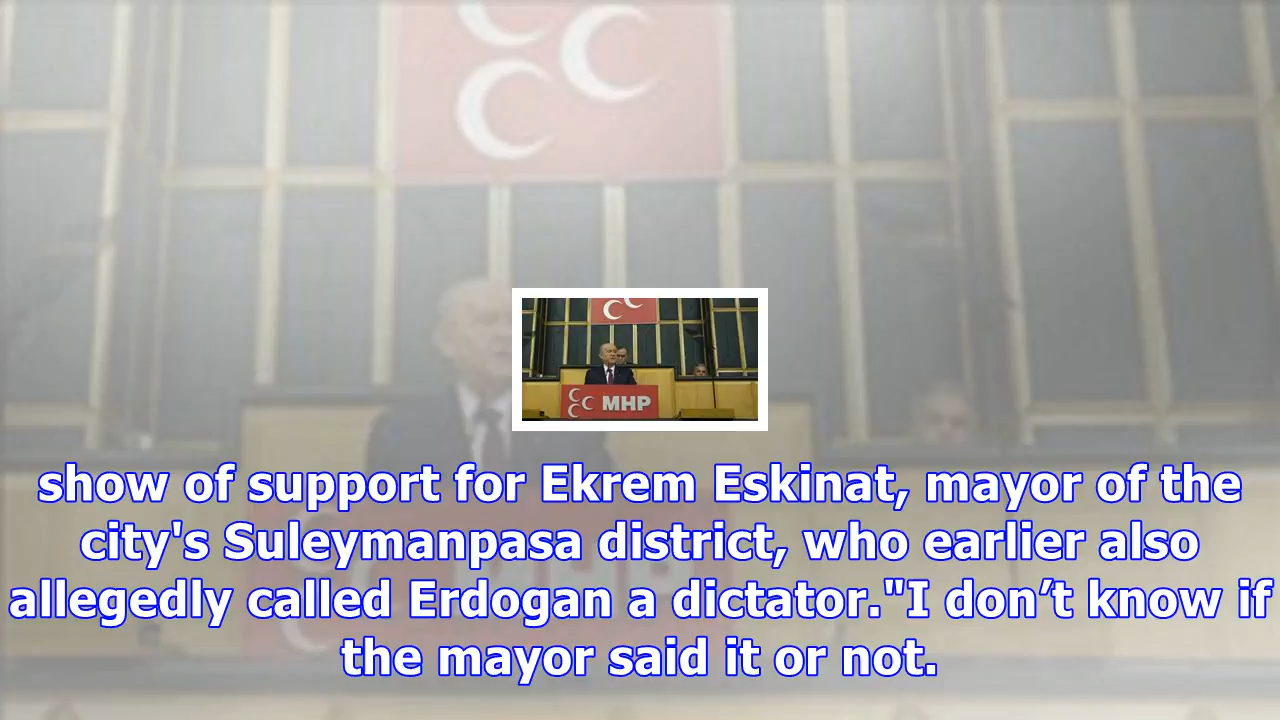 MHP
show of support for Ekrem Eskinat, mayor of the
city's Suleymanpasa district, who earlier also
allegedly called Erdogan a dictator."I don’t know if
the mayor said it or not.